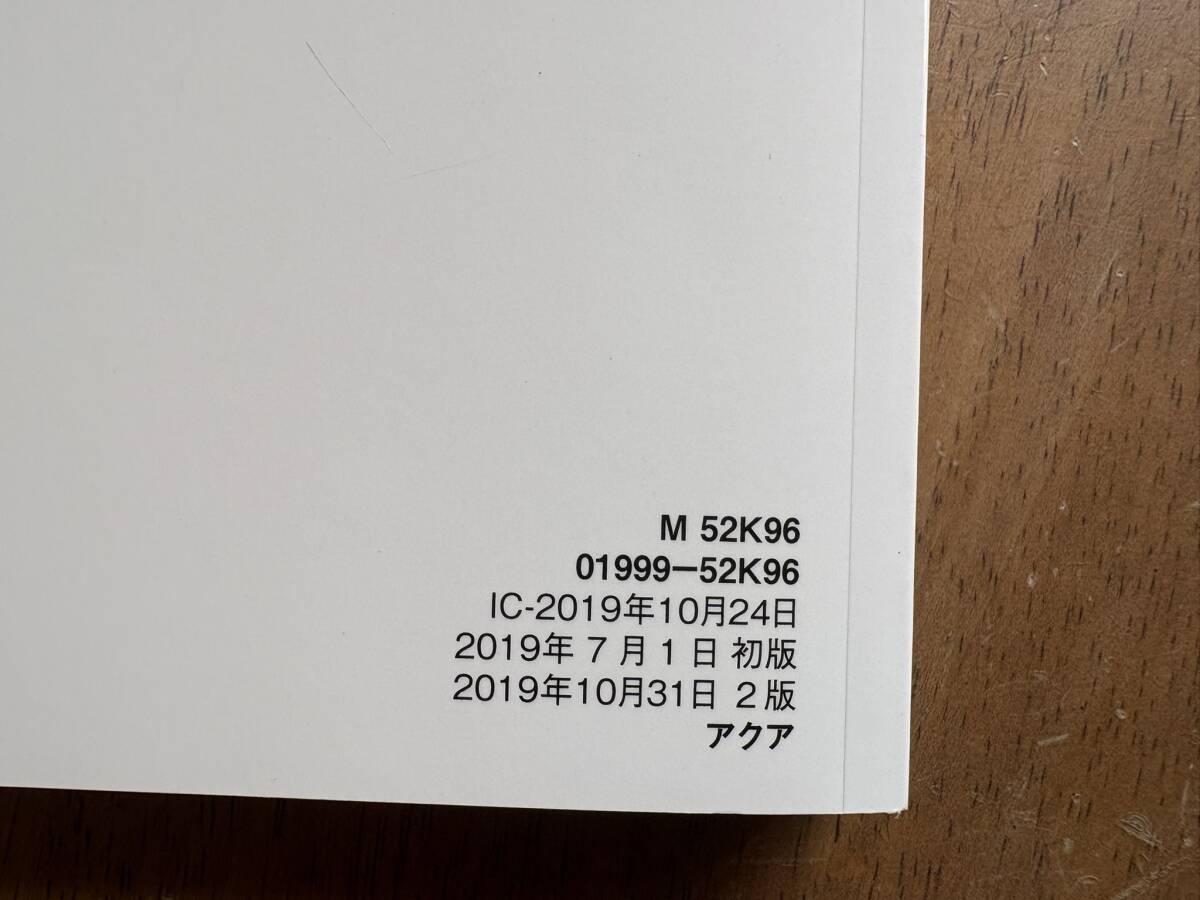 M 52K96
01999−52K96
IC-2019年10月24日
2019年 7 月 1 日 初版
2019年10月31日 2 版
アクア